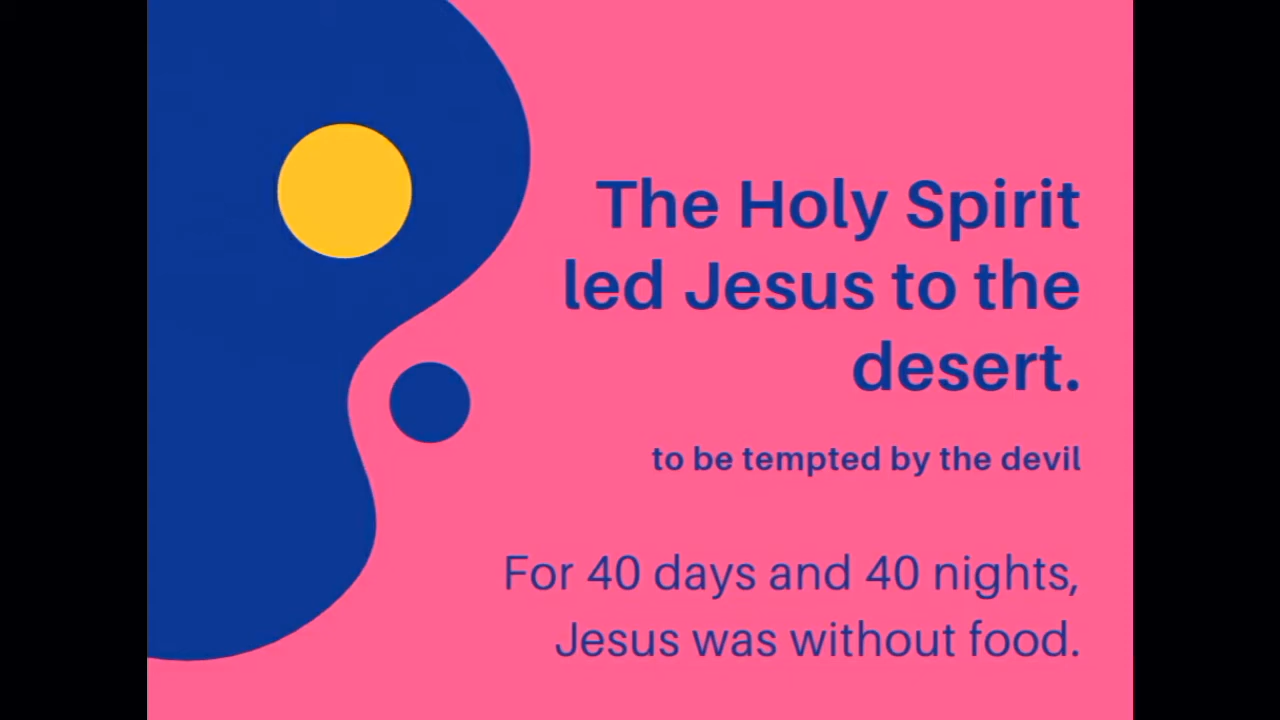 The Holy Spirit
led Jesus to the
desert.
to be tempted by the devil
For 40 days and 40 nights,
Jesus was without food.